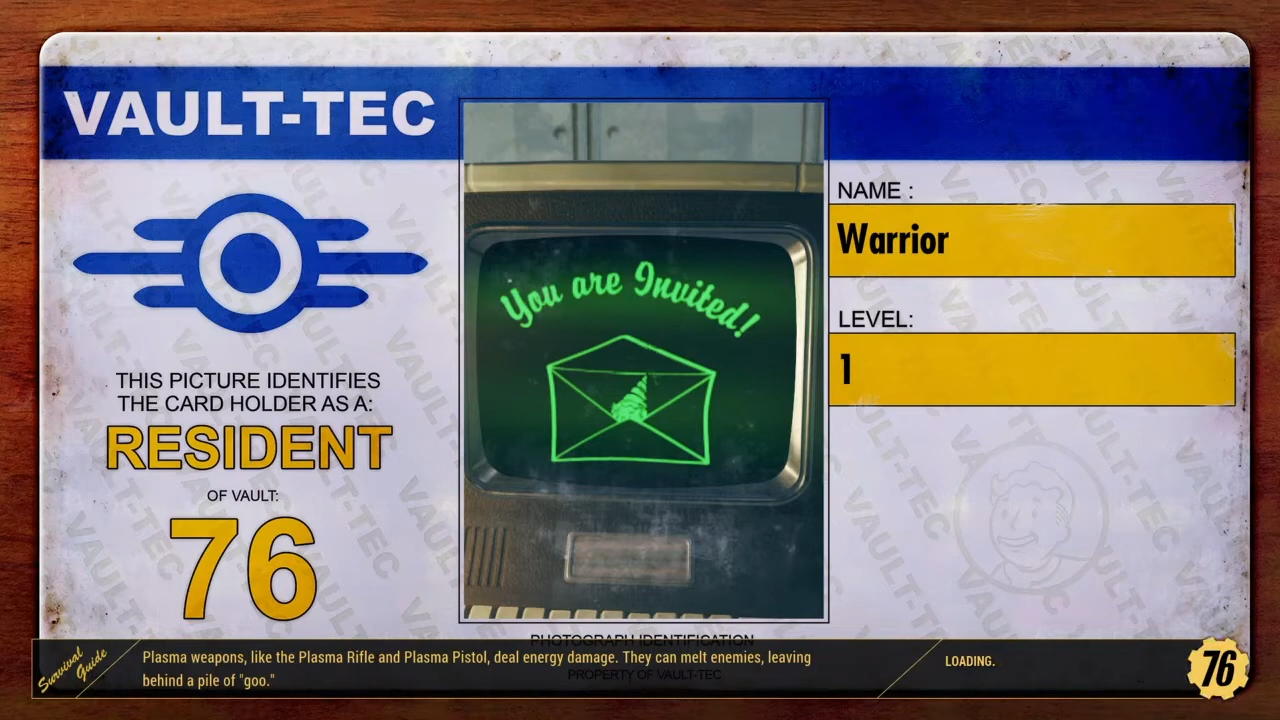 VAULT-TEC
THIS PICTURE IDENTIFIES
THE CARD HOLDER AS A:
RESIDENT
OF VAULT:
76
You are Invited!
NAME :
Warrior
LEVEL:
1
PHOTOGRAPH IDENTIFICATION
PROPERTY OF VAULT-TEC
Survival
Guide
Plasma weapons, like the Plasma Rifle and Plasma Pistol, deal energy damage. They can melt enemies, leaving
behind a pile of "goo."
LOADING.
76